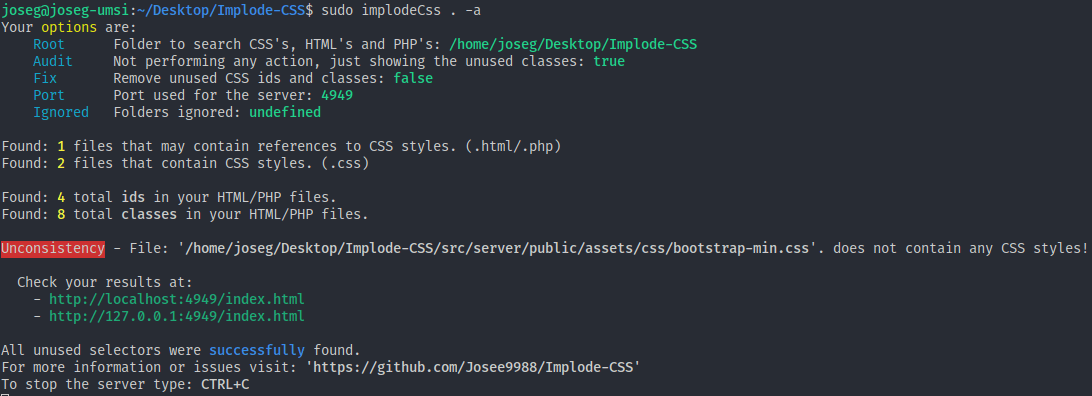 joseg@joseg-umsi:~/Desktop/Implode-CSS$ sudo implodeCss . -a
Your options are:
    Root      Folder to search CSS's, HTML's and PHP's: /home/joseg/Desktop/Implode-CSS
    Audit     Not performing any action, just showing the unused classes: true
    Fix       Remove unused CSS ids and classes: false
    Port      Port used for the server: 4949
    Ignored   Folders ignored: undefined

Found: 1 files that may contain references to CSS styles. (.html/.php)
Found: 2 files that contain CSS styles. (.css)

Found: 4 total ids in your HTML/PHP files.
Found: 8 total classes in your HTML/PHP files.

Unconsistency - File: '/home/joseg/Desktop/Implode-CSS/src/server/public/assets/css/bootstrap-min.css'. does not contain any CSS styles!

  Check your results at:
    - http://localhost:4949/index.html
    - http://127.0.0.1:4949/index.html

All unused selectors were successfully found.
For more information or issues visit: 'https://github.com/Josee9988/Implode-CSS'
To stop the server type: CTRL+C